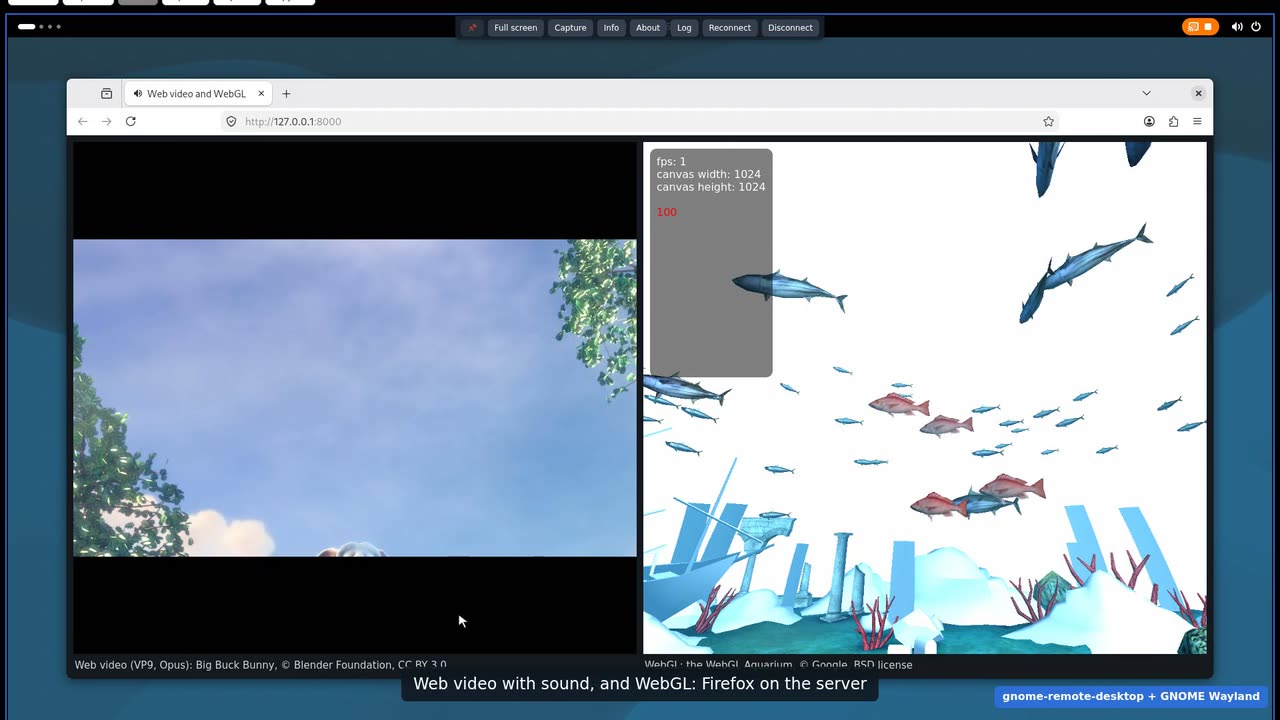 Full screen
Capture
Info
About
Log
Reconnect
Disconnect
Web video and WebGL
http://127.0.0.1:8000
fps: 1
canvas width: 1024
canvas height: 1024
100
Web video (VP9, Opus): Big Buck Bunny, © Blender Foundation, CC BY 3.0
WebGL: the WebGL Aquarium, © Google, BSD license
Web video with sound, and WebGL: Firefox on the server
gnome-remote-desktop + GNOME Wayland